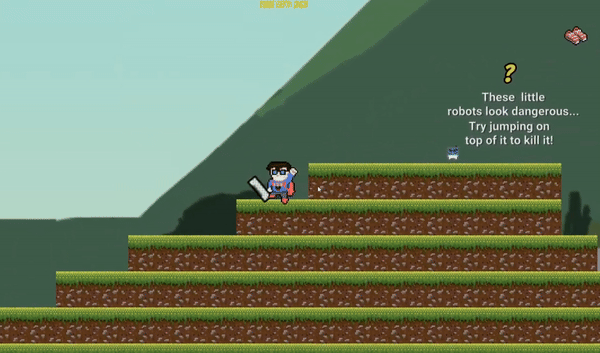 ?
These little
robots look dangerous...
Try jumping on
top of it to kill it!